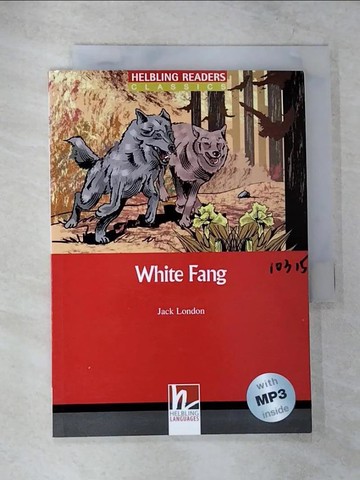 HELBLING READERS
CLASSICS
10315
White Fang
Jack London
with
MP3
inside
h
HELBLING
LANGUAGES